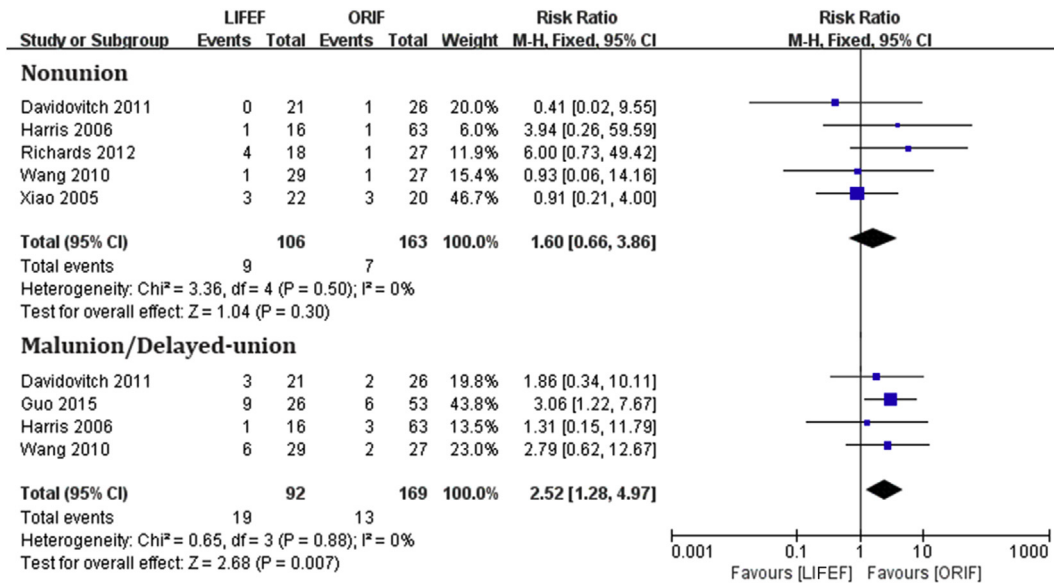 LIFEF ORIF Risk Ratio Risk Ratio
Study or Subgroup Events Total Events Total Weight M-H, Fixed, 95% CI M-H, Fixed, 95% CI
Nonunion
Davidovitch 2011 0 21 1 26 20.0% 0.41 [0.02, 9.55]
Harris 2006 1 16 1 63 6.0% 3.94 [0.26, 59.59]
Richards 2012 4 18 1 27 11.9% 6.00 [0.73, 49.42]
Wang 2010 1 29 1 27 15.4% 0.93 [0.06, 14.16]
Xiao 2005 3 22 3 20 46.7% 0.91 [0.21, 4.00]
Total (95% CI) 106 163 100.0% 1.60 [0.66, 3.86]
Total events 9 7
Heterogeneity: Chi² = 3.36, df = 4 (P = 0.50); I² = 0%
Test for overall effect: Z = 1.04 (P = 0.30)
Malunion/Delayed-union
Davidovitch 2011 3 21 2 26 19.8% 1.86 [0.34, 10.11]
Guo 2015 9 26 6 53 43.8% 3.06 [1.22, 7.67]
Harris 2006 1 16 3 63 13.5% 1.31 [0.15, 11.79]
Wang 2010 6 29 2 27 23.0% 2.79 [0.62, 12.67]
Total (95% CI) 92 169 100.0% 2.52 [1.28, 4.97]
Total events 19 13
Heterogeneity: Chi² = 0.65, df = 3 (P = 0.88); I² = 0%
Test for overall effect: Z = 2.68 (P = 0.007)
0.001 0.1 1 10 1000
Favours [LIFEF] Favours [ORIF]